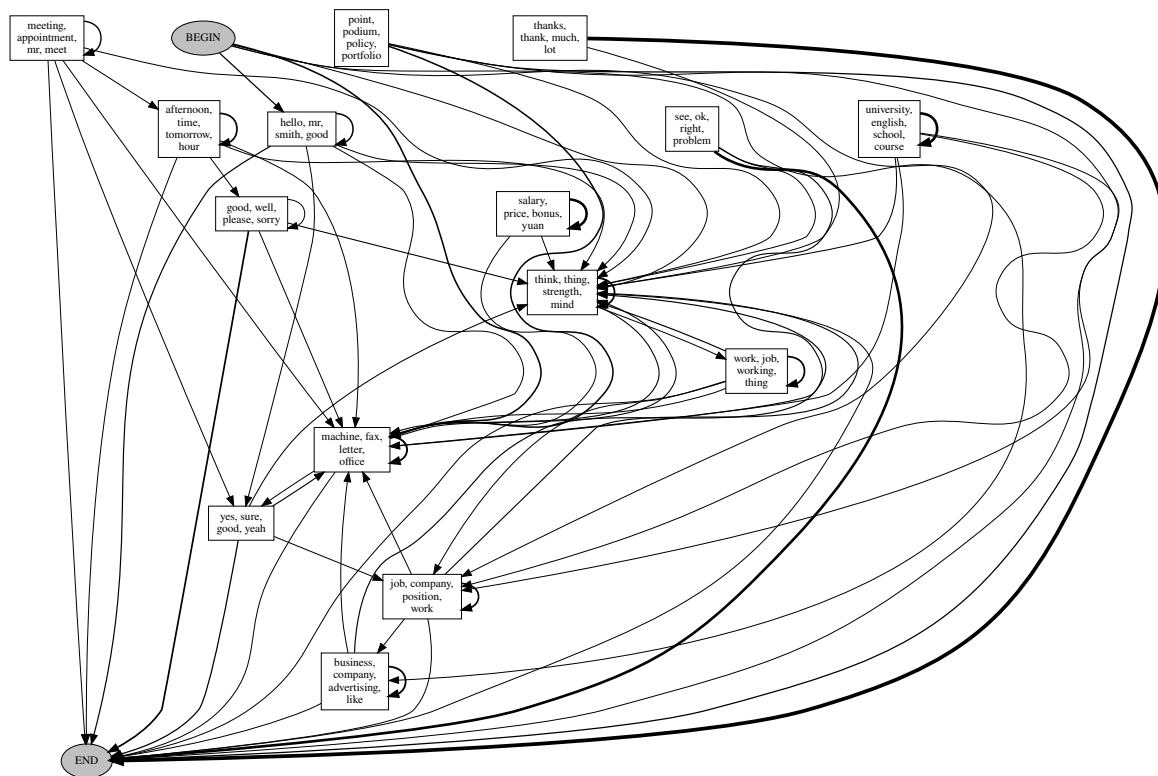 meeting,
appointment,
mr, meet
BEGIN
point,
podium,
policy,
portfolio
thanks,
thank, much,
lot
afternoon,
time,
tomorrow,
hour
hello, mr,
smith, good
see, ok,
right,
problem
university,
english,
school,
course
good, well,
please, sorry
salary,
price, bonus,
yuan
think, thing,
strength,
mind
work, job,
working,
thing
machine, fax,
letter,
office
yes, sure,
good, yeah
job, company,
position,
work
business,
company,
advertising,
like
END